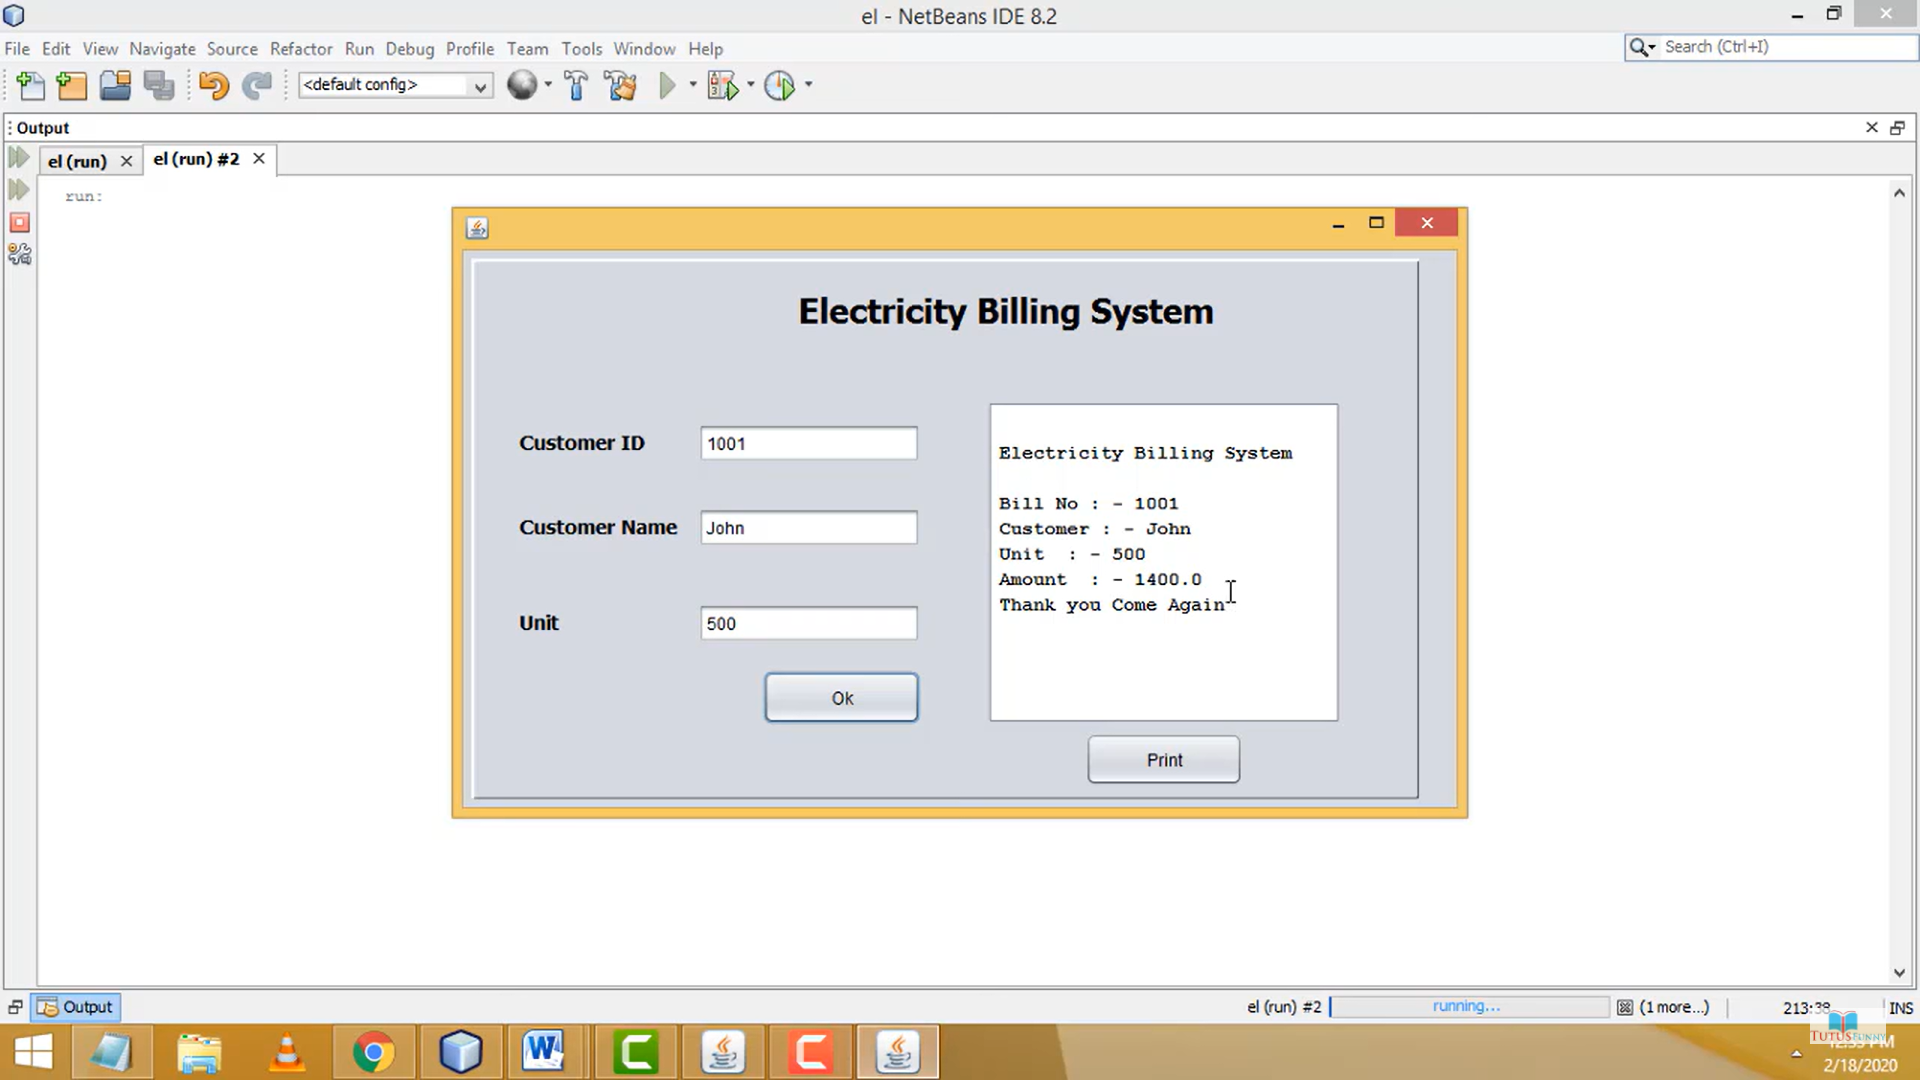 el - NetBeans IDE 8.2
File Edit View Navigate Source Refactor Run Debug Profile Team Tools Window Help
Search (Ctrl+I)
<default config>
Output
el (run)
el (run) #2
run:
Electricity Billing System
Customer ID
1001
Customer Name
John
Unit
500
Ok
Electricity Billing System
Bill No : - 1001
Customer : - John
Unit : - 500
Amount : - 1400.0
Thank you Come Again
Print
Output
el (run) #2
running...
(1 more...)
213:38
INS
TUTUSFUNNY
PM
2/18/2020